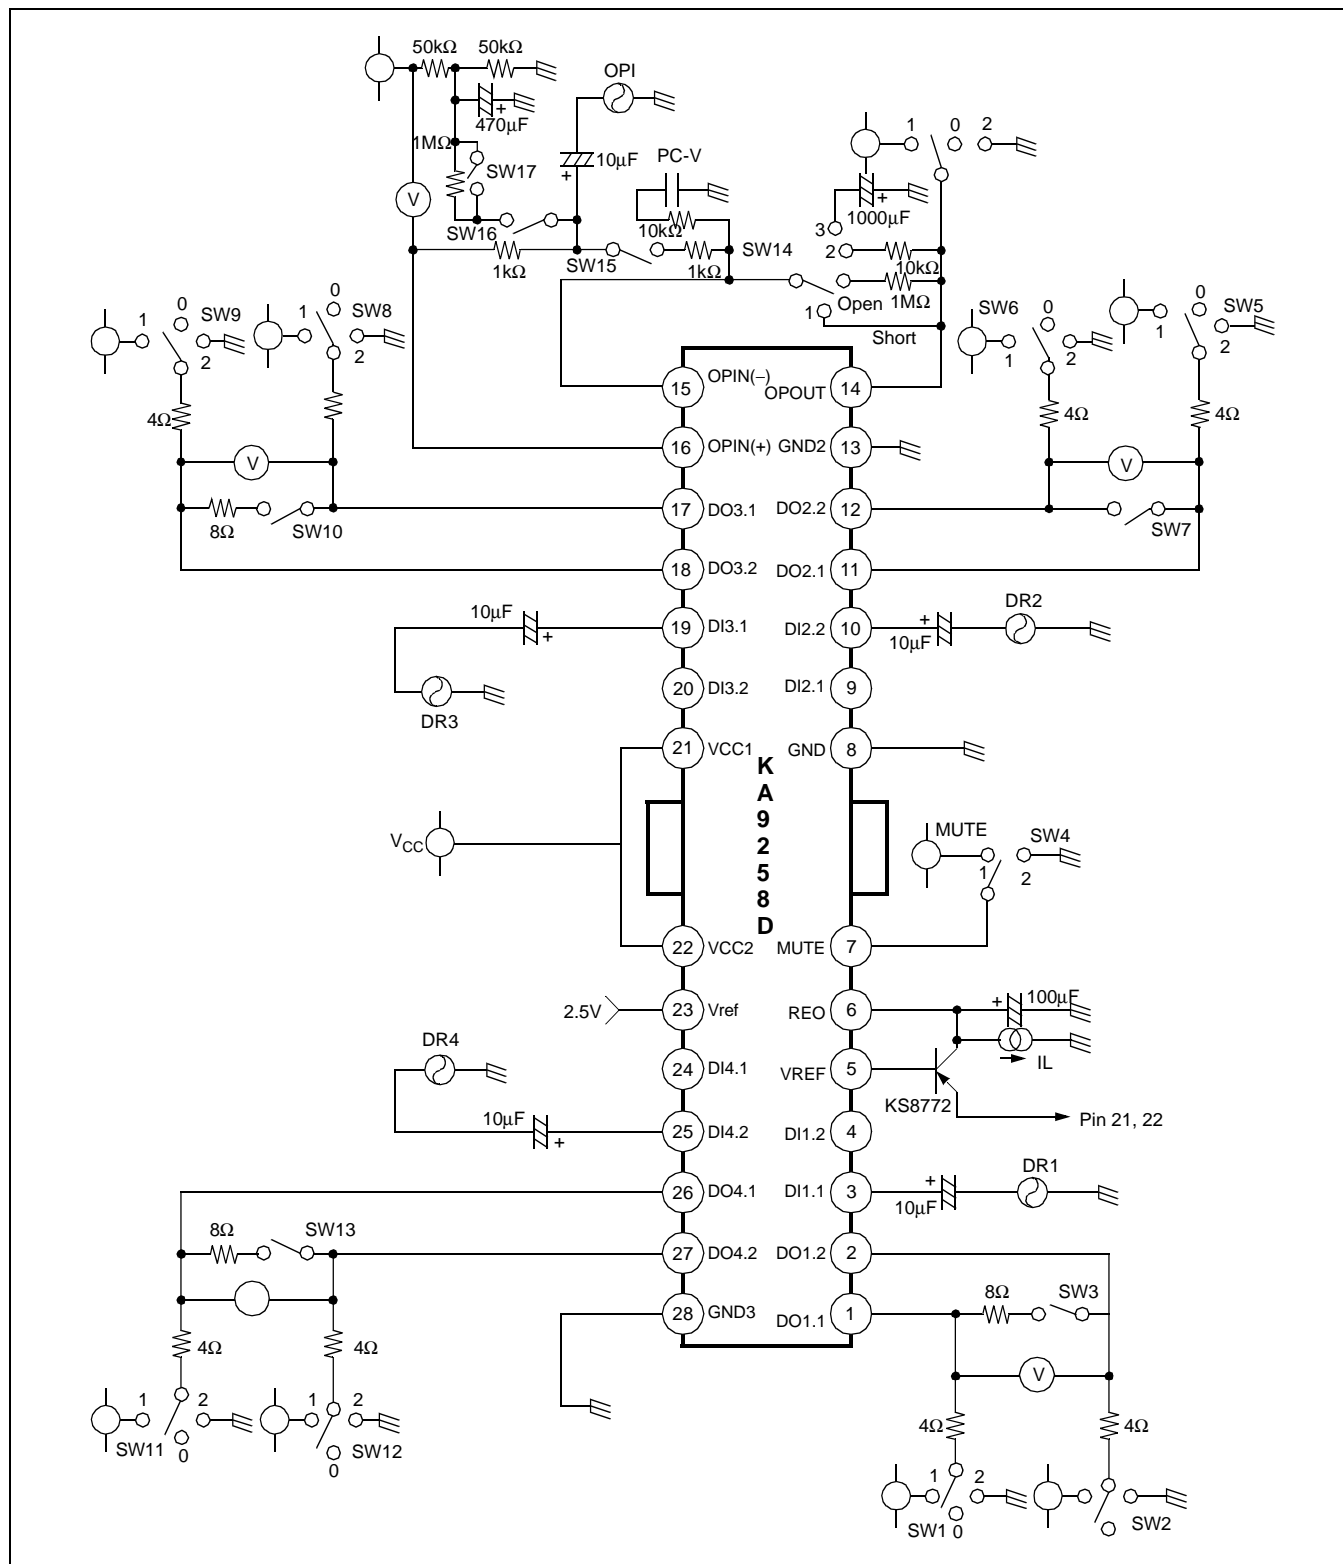 50kΩ 50kΩ
OPI
470µF
1MΩ
SW17
10µF
PC-V
1 0 2
1000µF
V
SW16
10kΩ
3
2
10kΩ
1kΩ
SW15
1kΩ
SW14
Open
1MΩ
1
Short
0
SW9
1
2
0
SW8
1
2
SW6
0
1
2
SW5
0
1
2
4Ω
4Ω
4Ω
V
V
8Ω
SW10
SW7
15 OPIN(−)
OPOUT 14
16 OPIN(+)
GND2 13
17 DO3.1
DO2.2 12
18 DO3.2
DO2.1 11
10µF
+
19 DI3.1
DI2.2 10
+
10µF
DR2
DR3
20 DI3.2
DI2.1 9
21 VCC1
GND 8
KA9258D
VCC
MUTE
SW4
1
2
22 VCC2
MUTE 7
2.5V
23 Vref
REO 6
+
100µF
IL
DR4
24 DI4.1
VREF 5
KS8772
Pin 21, 22
10µF
+
25 DI4.2
DI1.2 4
26 DO4.1
DI1.1 3
+
10µF
DR1
8Ω
SW13
27 DO4.2
DO1.2 2
28 GND3
DO1.1 1
8Ω
SW3
4Ω
4Ω
V
1
2
SW11
0
1
2
SW12
0
4Ω
4Ω
1
2
SW1
0
SW2